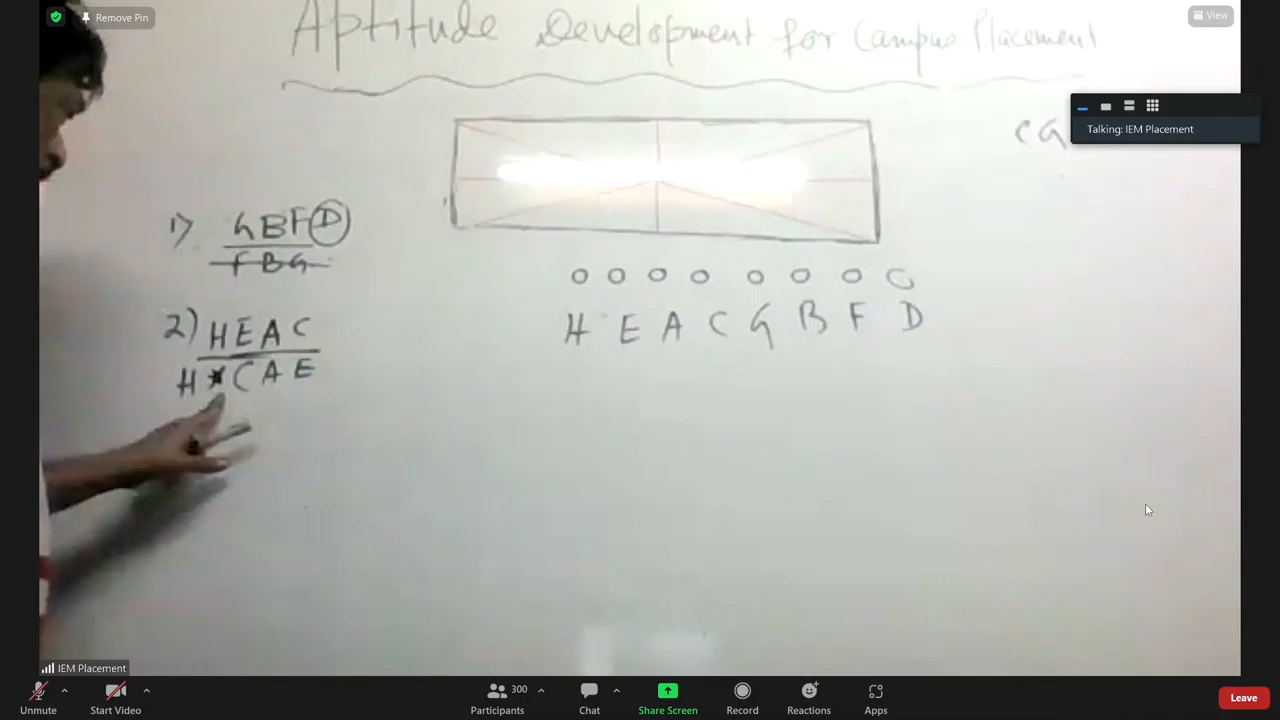 Remove Pin
View
Aptitude Development for Campus Placement
Talking: IEM Placement
CG
1) GBFD
FBG
2) HEAC
H CAE
H E A C G B F D
IEM Placement
Unmute
Start Video
300
Participants
Chat
Share Screen
Record
Reactions
Apps
Leave